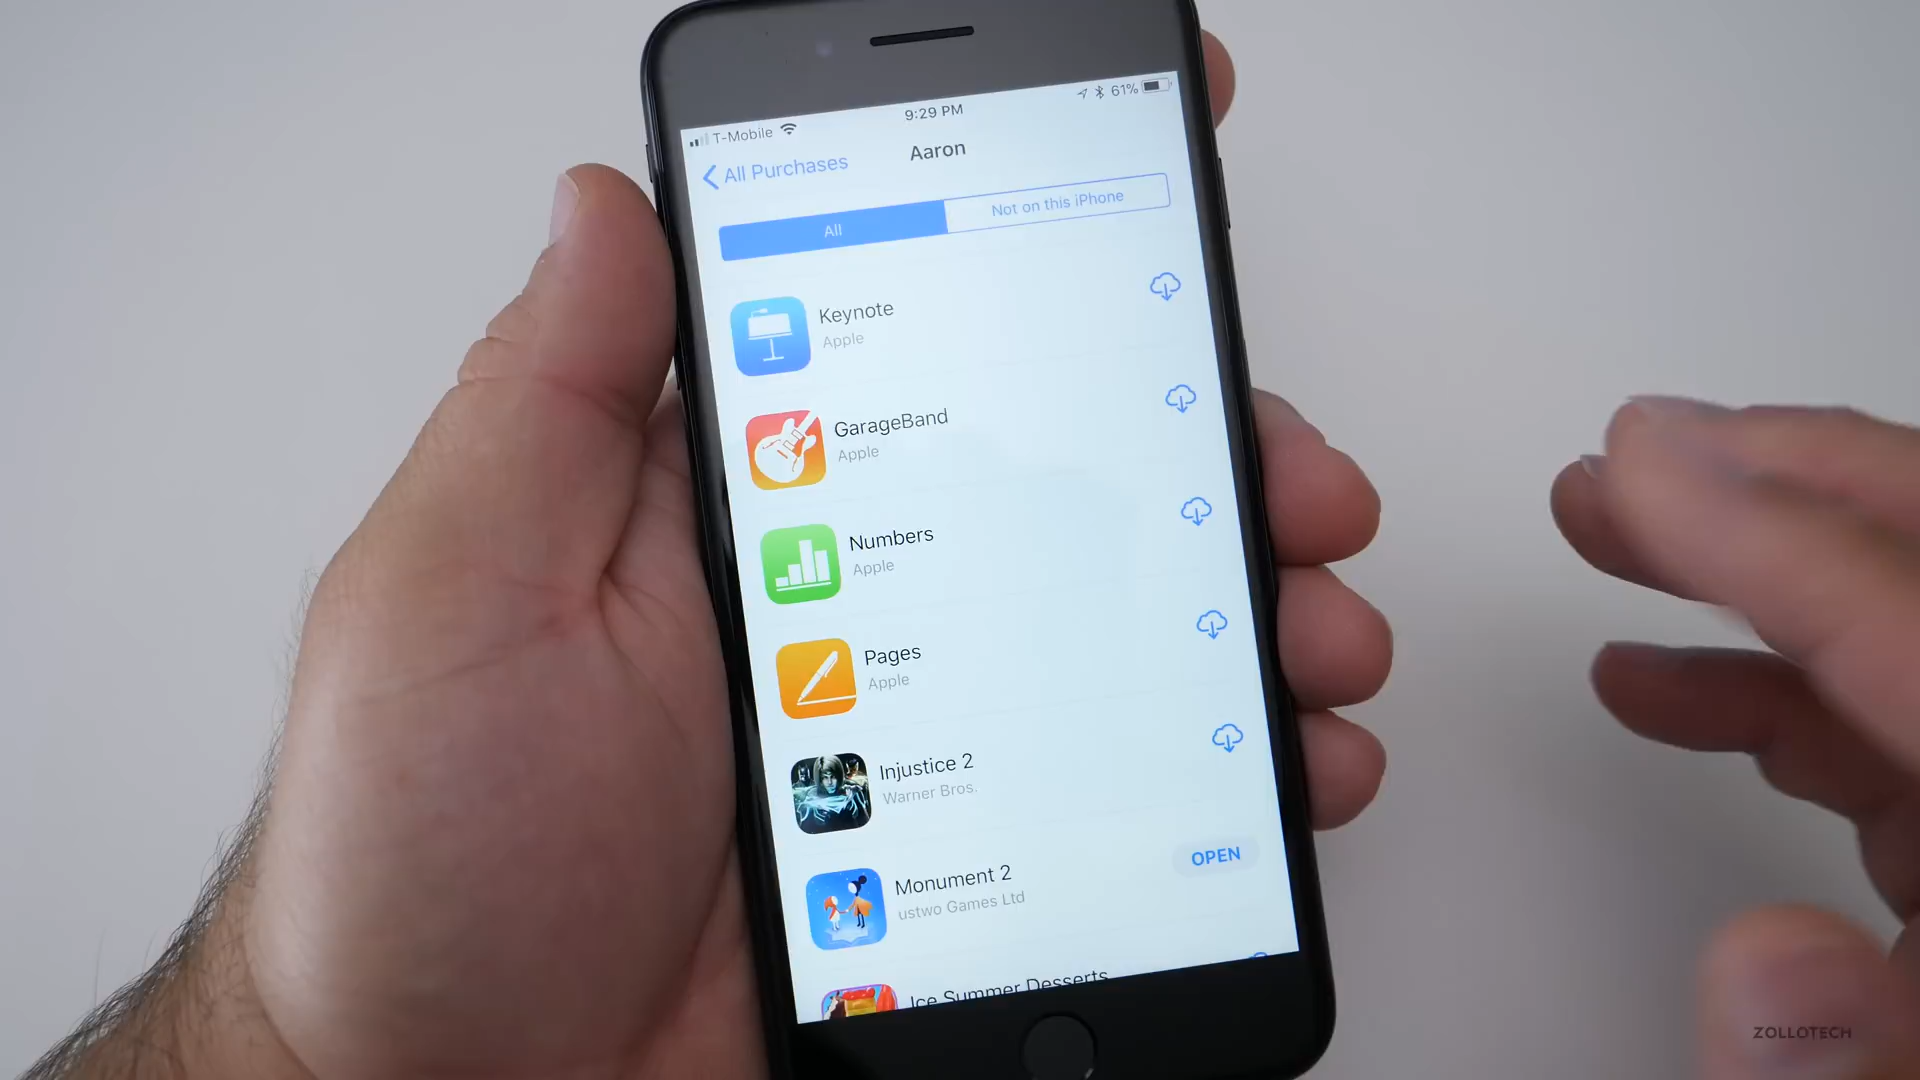 T-Mobile 9:29 PM 61%
All Purchases Aaron
All Not on this iPhone
Keynote
Apple
GarageBand
Apple
Numbers
Apple
Pages
Apple
Injustice 2
Warner Bros.
Monument 2
ustwo Games Ltd
OPEN
Ice Summer Desserts
ZOLLOTECH